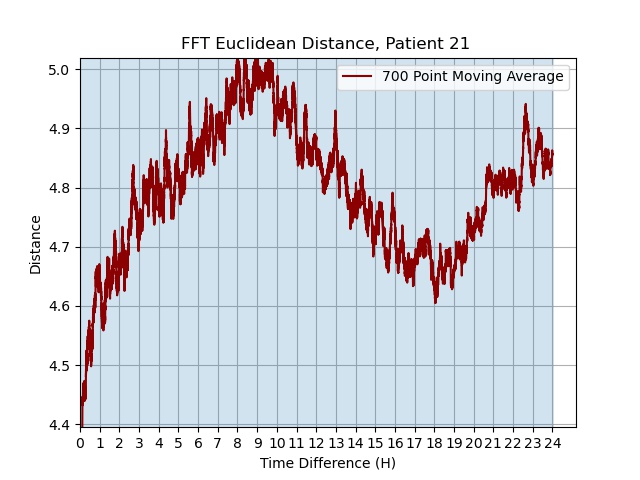 FFT Euclidean Distance, Patient 21
700 Point Moving Average
Distance
5.0
4.9
4.8
4.7
4.6
4.5
4.4
0 1 2 3 4 5 6 7 8 9 10 11 12 13 14 15 16 17 18 19 20 21 22 23 24
Time Difference (H)